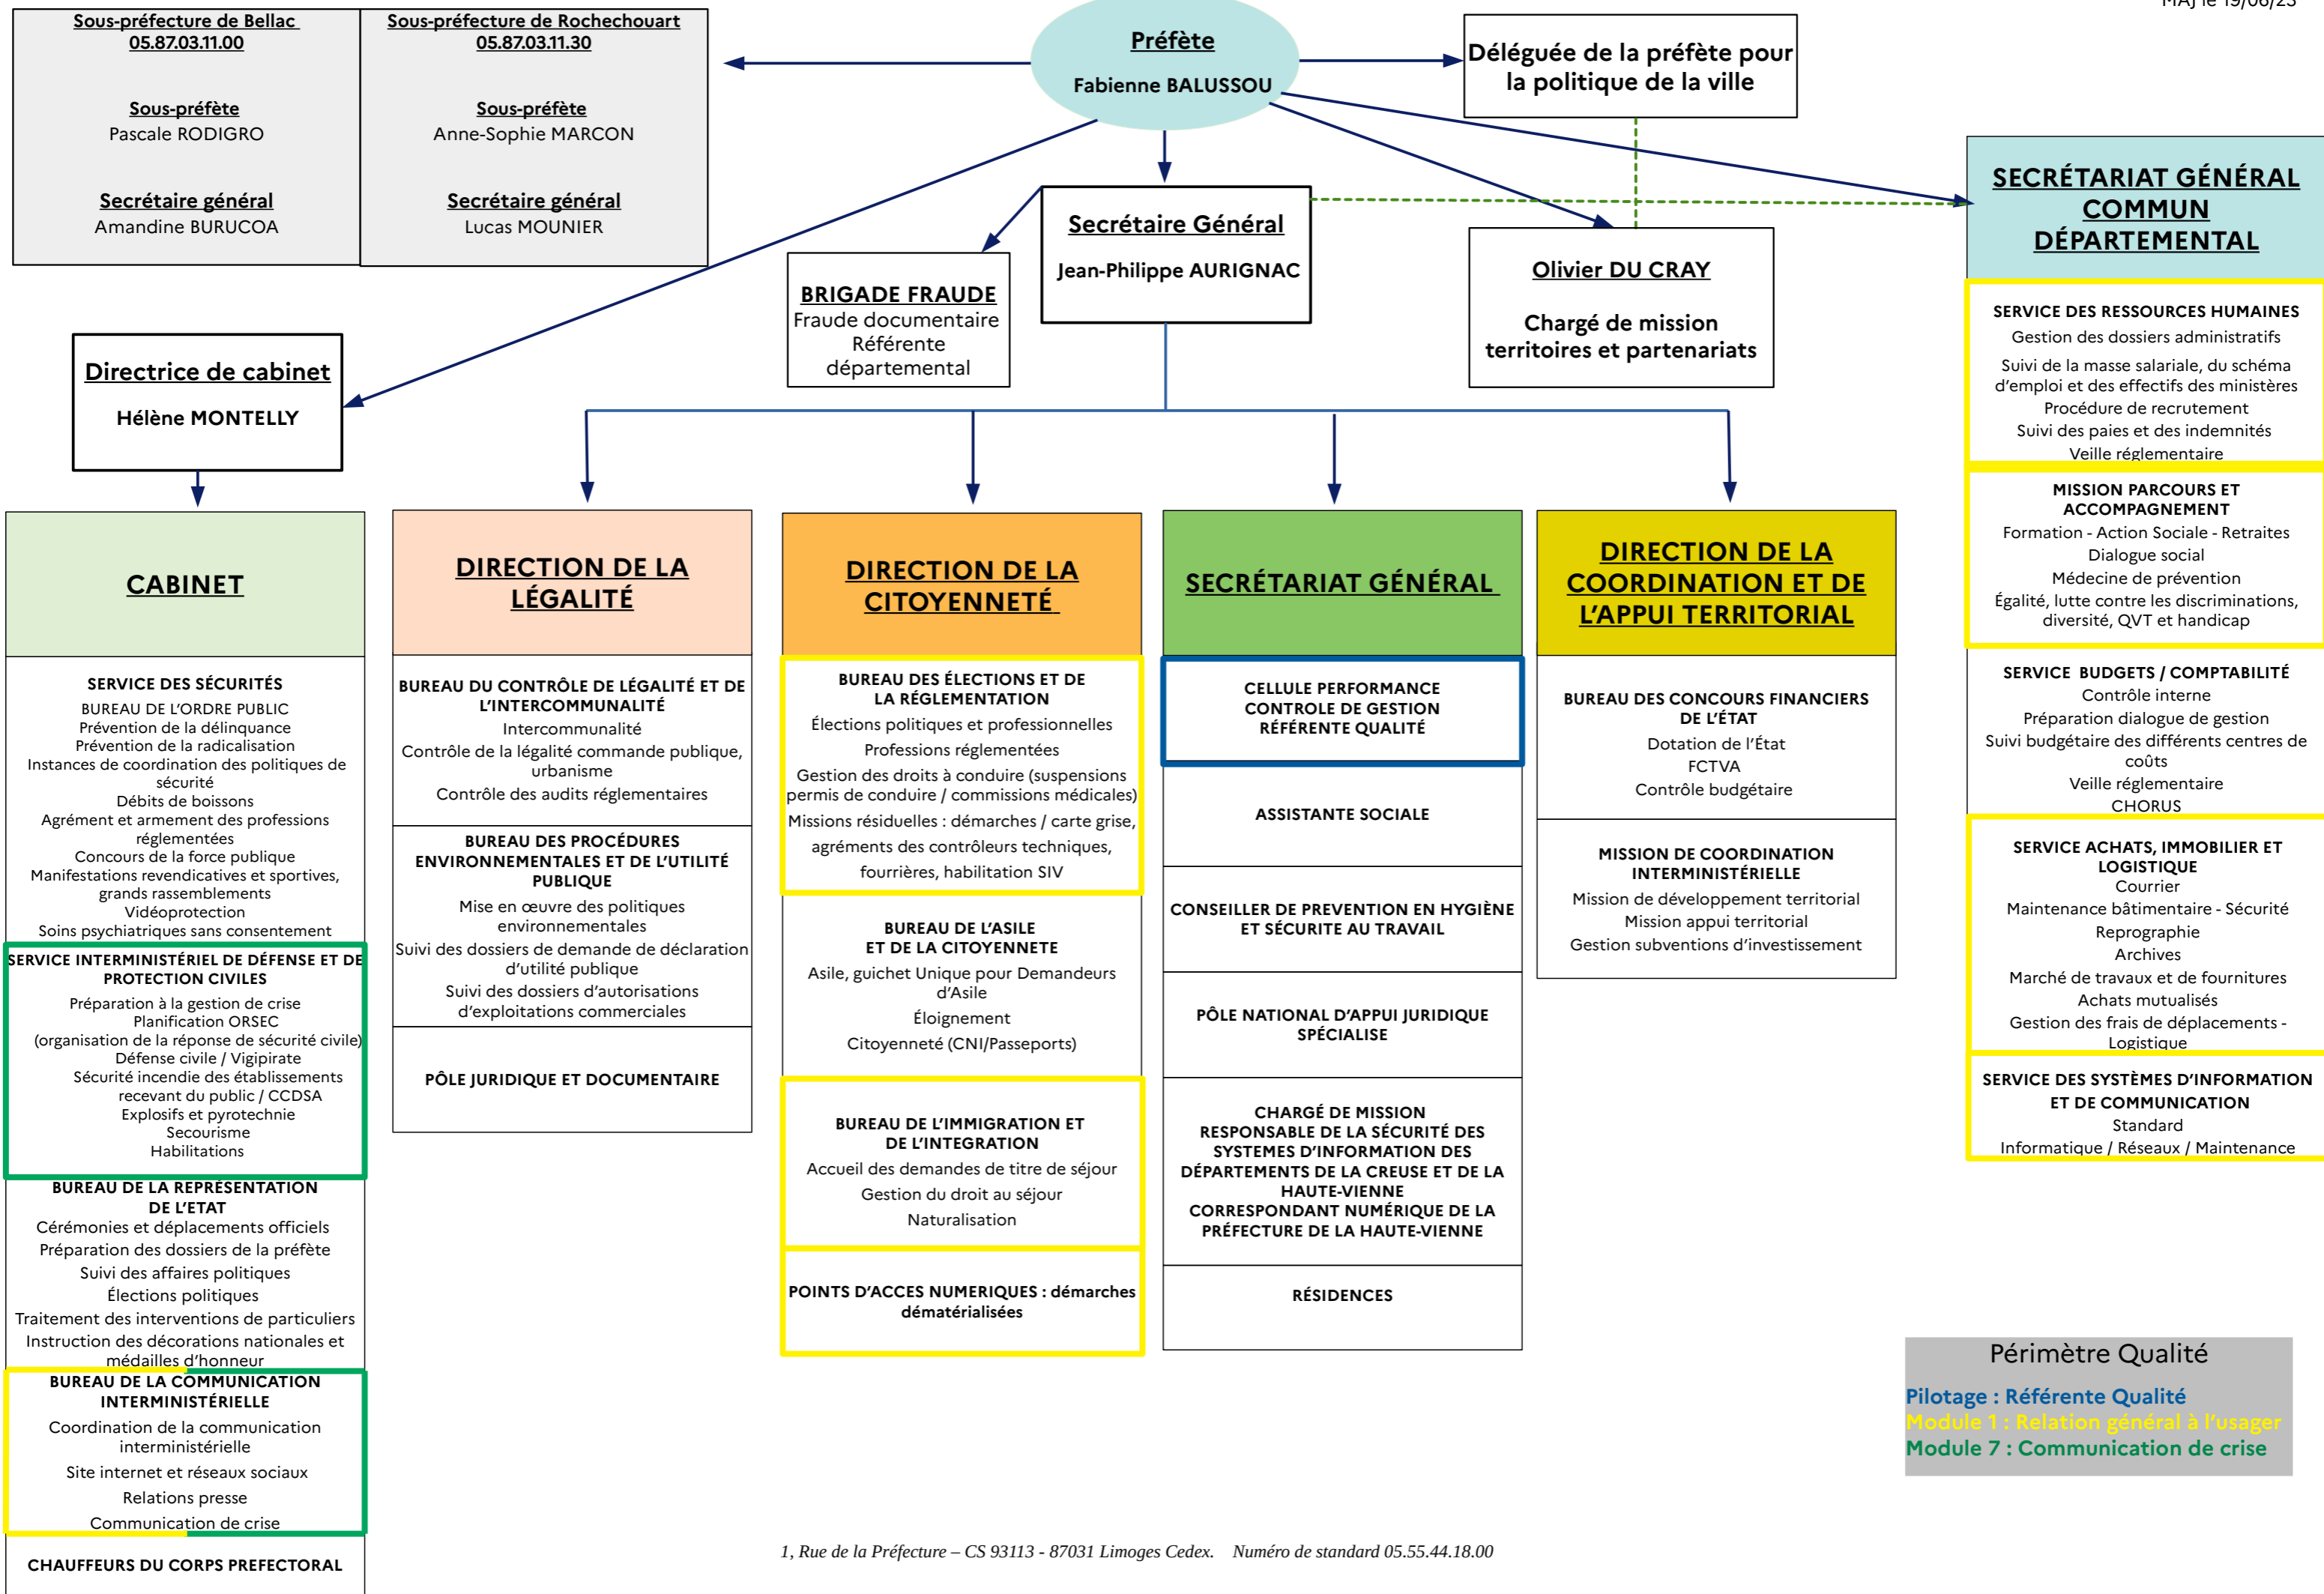 MAJ le 19/06/23
Sous-préfecture de Bellac
05.87.03.11.00
Sous-préfète
Pascale RODIGRO
Secrétaire général
Amandine BURUCOA
Sous-préfecture de Rochechouart
05.87.03.11.30
Sous-préfète
Anne-Sophie MARCON
Secrétaire général
Lucas MOUNIER
Préfète
Fabienne BALUSSOU
Déléguée de la préfète pour
la politique de la ville
Secrétaire Général
Jean-Philippe AURIGNAC
BRIGADE FRAUDE
Fraude documentaire
Référente
départemental
Olivier DU CRAY
Chargé de mission
territoires et partenariats
Directrice de cabinet
Hélène MONTELLY
CABINET
SERVICE DES SÉCURITÉS
BUREAU DE L'ORDRE PUBLIC
Prévention de la délinquance
Prévention de la radicalisation
Instances de coordination des politiques de
sécurité
Débits de boissons
Agrément et armement des professions
réglementées
Concours de la force publique
Manifestations revendicatives et sportives,
grands rassemblements
Vidéoprotection
Soins psychiatriques sans consentement
SERVICE INTERMINISTÉRIEL DE DÉFENSE ET DE
PROTECTION CIVILES
Préparation à la gestion de crise
Planification ORSEC
(organisation de la réponse de sécurité civile)
Défense civile / Vigipirate
Sécurité incendie des établissements
recevant du public / CCDSA
Explosifs et pyrotechnie
Secourisme
Habilitations
BUREAU DE LA REPRÉSENTATION
DE L'ETAT
Cérémonies et déplacements officiels
Préparation des dossiers de la préfète
Suivi des affaires politiques
Élections politiques
Traitement des interventions de particuliers
Instruction des décorations nationales et
médailles d'honneur
BUREAU DE LA COMMUNICATION
INTERMINISTÉRIELLE
Coordination de la communication
interministérielle
Site internet et réseaux sociaux
Relations presse
Communication de crise
CHAUFFEURS DU CORPS PREFECTORAL
DIRECTION DE LA
LÉGALITÉ
BUREAU DU CONTRÔLE DE LÉGALITÉ ET DE
L'INTERCOMMUNALITÉ
Intercommunalité
Contrôle de la légalité commande publique,
urbanisme
Contrôle des audits réglementaires
BUREAU DES PROCÉDURES
ENVIRONNEMENTALES ET DE L'UTILITÉ
PUBLIQUE
Mise en œuvre des politiques
environnementales
Suivi des dossiers de demande de déclaration
d'utilité publique
Suivi des dossiers d'autorisations
d'exploitations commerciales
PÔLE JURIDIQUE ET DOCUMENTAIRE
DIRECTION DE LA
CITOYENNETÉ
BUREAU DES ÉLECTIONS ET DE
LA RÉGLEMENTATION
Élections politiques et professionnelles
Professions réglementées
Gestion des droits à conduire (suspensions
permis de conduire / commissions médicales)
Missions résiduelles : démarches / carte grise,
agréments des contrôleurs techniques,
fourrières, habilitation SIV
BUREAU DE L'ASILE
ET DE LA CITOYENNETE
Asile, guichet Unique pour Demandeurs
d'Asile
Éloignement
Citoyenneté (CNI/Passeports)
BUREAU DE L'IMMIGRATION ET
DE L'INTEGRATION
Accueil des demandes de titre de séjour
Gestion du droit au séjour
Naturalisation
POINTS D'ACCES NUMERIQUES : démarches
dématérialisées
SECRÉTARIAT GÉNÉRAL
CELLULE PERFORMANCE
CONTROLE DE GESTION
RÉFÉRENTE QUALITÉ
ASSISTANTE SOCIALE
CONSEILLER DE PREVENTION EN HYGIÈNE
ET SÉCURITE AU TRAVAIL
PÔLE NATIONAL D'APPUI JURIDIQUE
SPÉCIALISE
CHARGÉ DE MISSION
RESPONSABLE DE LA SÉCURITÉ DES
SYSTEMES D'INFORMATION DES
DÉPARTEMENTS DE LA CREUSE ET DE LA
HAUTE-VIENNE
CORRESPONDANT NUMÉRIQUE DE LA
PRÉFECTURE DE LA HAUTE-VIENNE
RÉSIDENCES
DIRECTION DE LA
COORDINATION ET DE
L'APPUI TERRITORIAL
BUREAU DES CONCOURS FINANCIERS
DE L'ÉTAT
Dotation de l'État
FCTVA
Contrôle budgétaire
MISSION DE COORDINATION
INTERMINISTÉRIELLE
Mission de développement territorial
Mission appui territorial
Gestion subventions d'investissement
SECRÉTARIAT GÉNÉRAL
COMMUN
DÉPARTEMENTAL
SERVICE DES RESSOURCES HUMAINES
Gestion des dossiers administratifs
Suivi de la masse salariale, du schéma
d'emploi et des effectifs des ministères
Procédure de recrutement
Suivi des paies et des indemnités
Veille réglementaire
MISSION PARCOURS ET
ACCOMPAGNEMENT
Formation - Action Sociale - Retraites
Dialogue social
Médecine de prévention
Égalité, lutte contre les discriminations,
diversité, QVT et handicap
SERVICE BUDGETS / COMPTABILITÉ
Contrôle interne
Préparation dialogue de gestion
Suivi budgétaire des différents centres de
coûts
Veille réglementaire
CHORUS
SERVICE ACHATS, IMMOBILIER ET
LOGISTIQUE
Courrier
Maintenance bâtimentaire - Sécurité
Reprographie
Archives
Marché de travaux et de fournitures
Achats mutualisés
Gestion des frais de déplacements -
Logistique
SERVICE DES SYSTÈMES D'INFORMATION
ET DE COMMUNICATION
Standard
Informatique / Réseaux / Maintenance
Périmètre Qualité
Pilotage : Référente Qualité
Module 1 : Relation général à l'usager
Module 7 : Communication de crise
1, Rue de la Préfecture – CS 93113 - 87031 Limoges Cedex. Numéro de standard 05.55.44.18.00